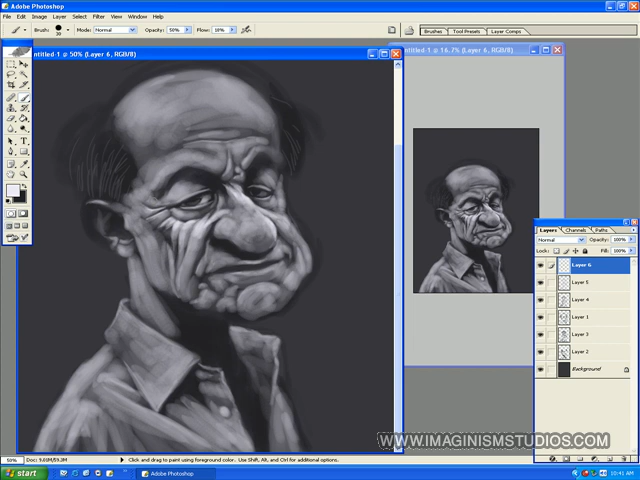 Adobe Photoshop
File Edit Image Layer Select Filter View Window Help
Brush: Mode: Normal Opacity: 50% Flow: 18%
Brushes Tool Presets Layer Comps
ntitled-1 @ 50% (Layer 6, RGB/8)
ntitled-1 @ 16.7% (Layer 6, RGB/8)
Layers Channels Paths
Normal Opacity: 100%
Lock: Fill: 100%
Layer 6
Layer 5
Layer 4
Layer 1
Layer 3
Layer 2
Background
WWW.IMAGINISMSTUDIOS.COM
50% Doc: 9.00M/59.3M Click and drag to paint using foreground color. Use Shift, Alt, and Ctrl for additional options.
start Adobe Photoshop 10:41 AM